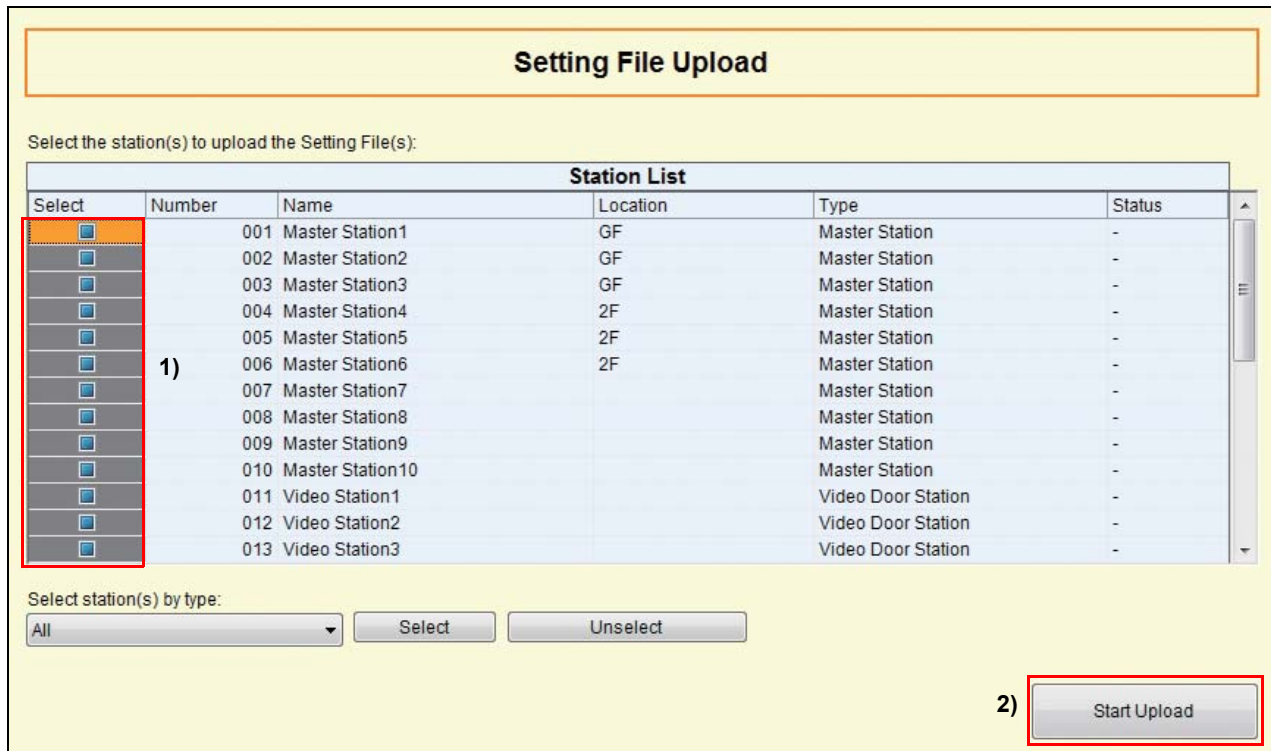 Setting File Upload
Select the station(s) to upload the Setting File(s):
Station List
Select Number Name Location Type Status
001 Master Station1 GF Master Station -
002 Master Station2 GF Master Station -
003 Master Station3 GF Master Station -
004 Master Station4 2F Master Station -
005 Master Station5 2F Master Station -
1) 006 Master Station6 2F Master Station -
007 Master Station7 Master Station -
008 Master Station8 Master Station -
009 Master Station9 Master Station -
010 Master Station10 Master Station -
011 Video Station1 Video Door Station -
012 Video Station2 Video Door Station -
013 Video Station3 Video Door Station -
Select station(s) by type:
All Select Unselect
2) Start Upload